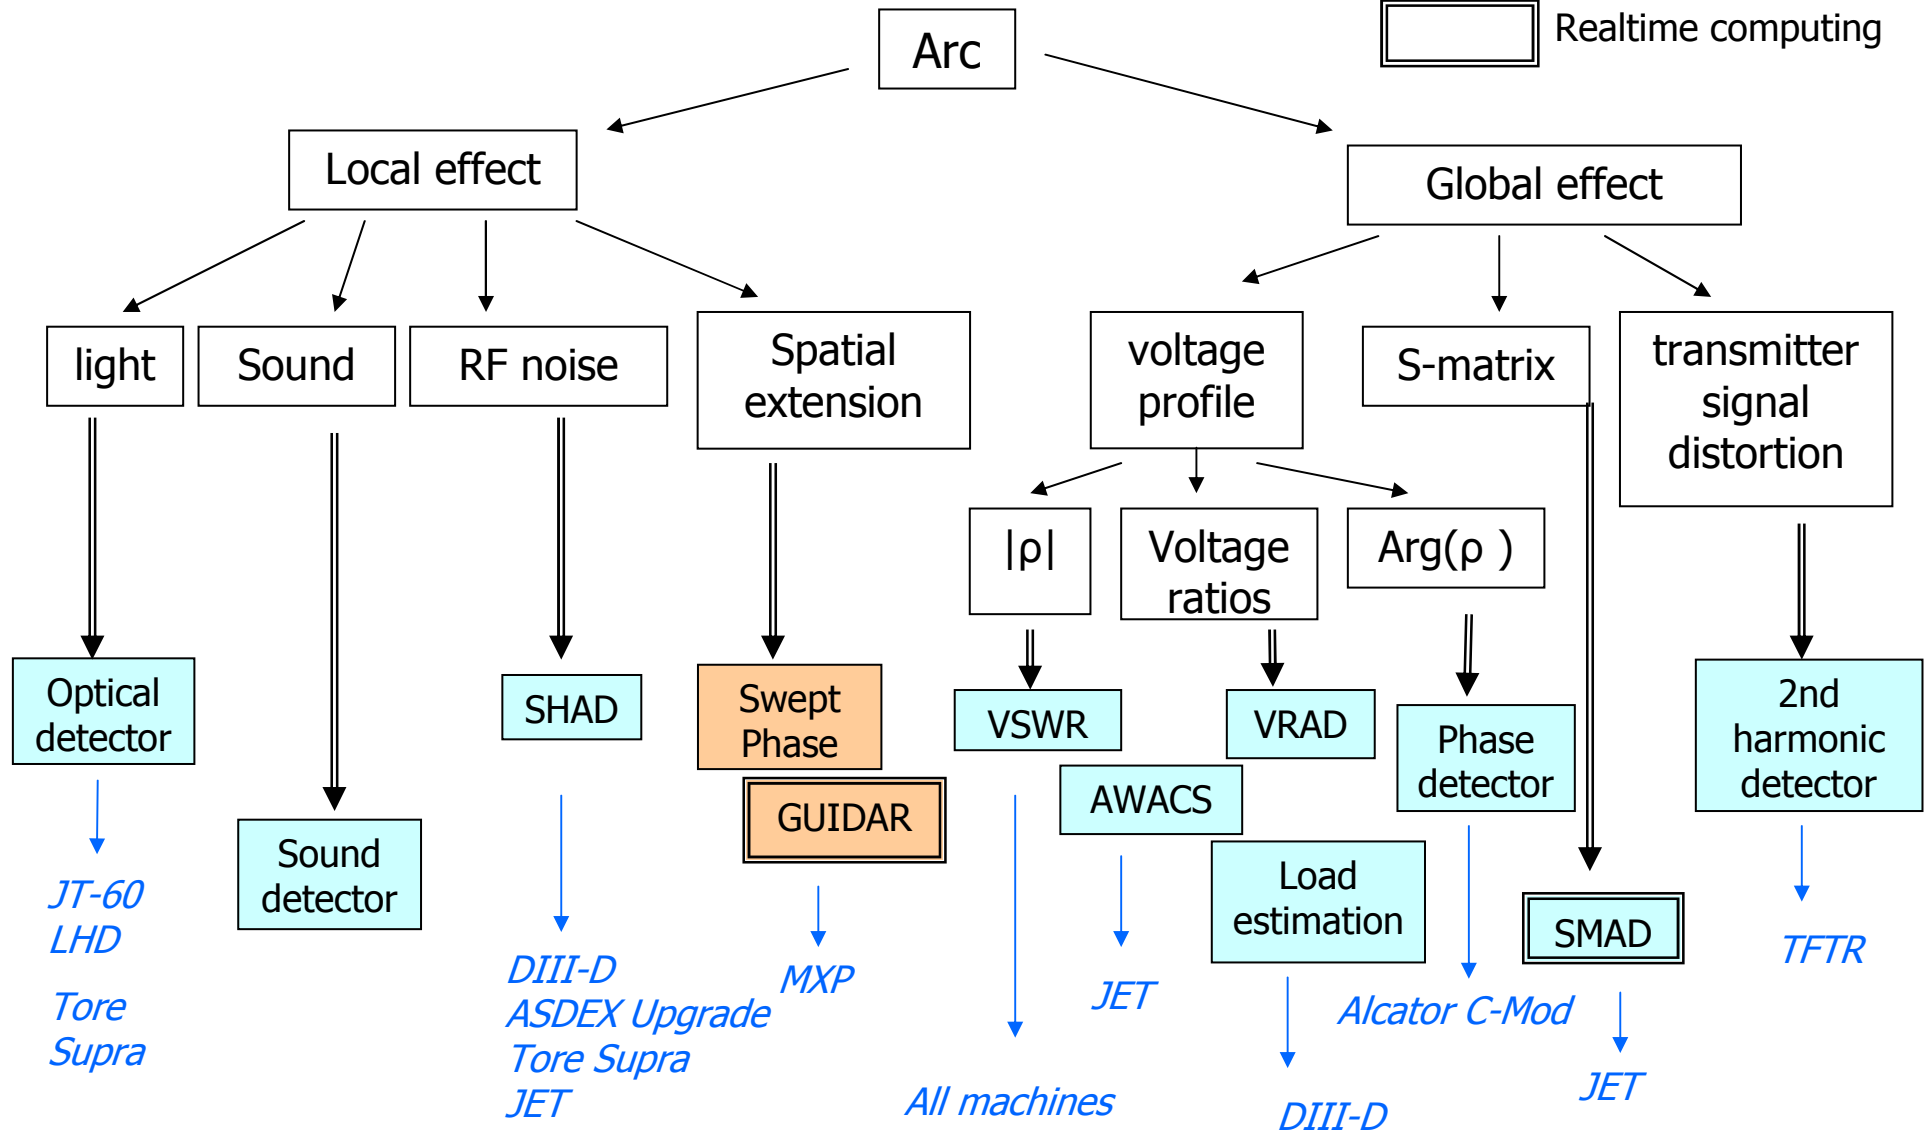 Arc
Realtime computing
Local effect
Global effect
light
Sound
RF noise
Spatial
extension
voltage
profile
S-matrix
transmitter
signal
distortion
|ρ|
Voltage
ratios
Arg(ρ )
Optical
detector
Sound
detector
SHAD
Swept
Phase
GUIDAR
VSWR
AWACS
VRAD
Load
estimation
Phase
detector
SMAD
2nd
harmonic
detector
JT-60
LHD
Tore
Supra
DIII-D
ASDEX Upgrade
Tore Supra
JET
MXP
All machines
JET
DIII-D
Alcator C-Mod
JET
TFTR